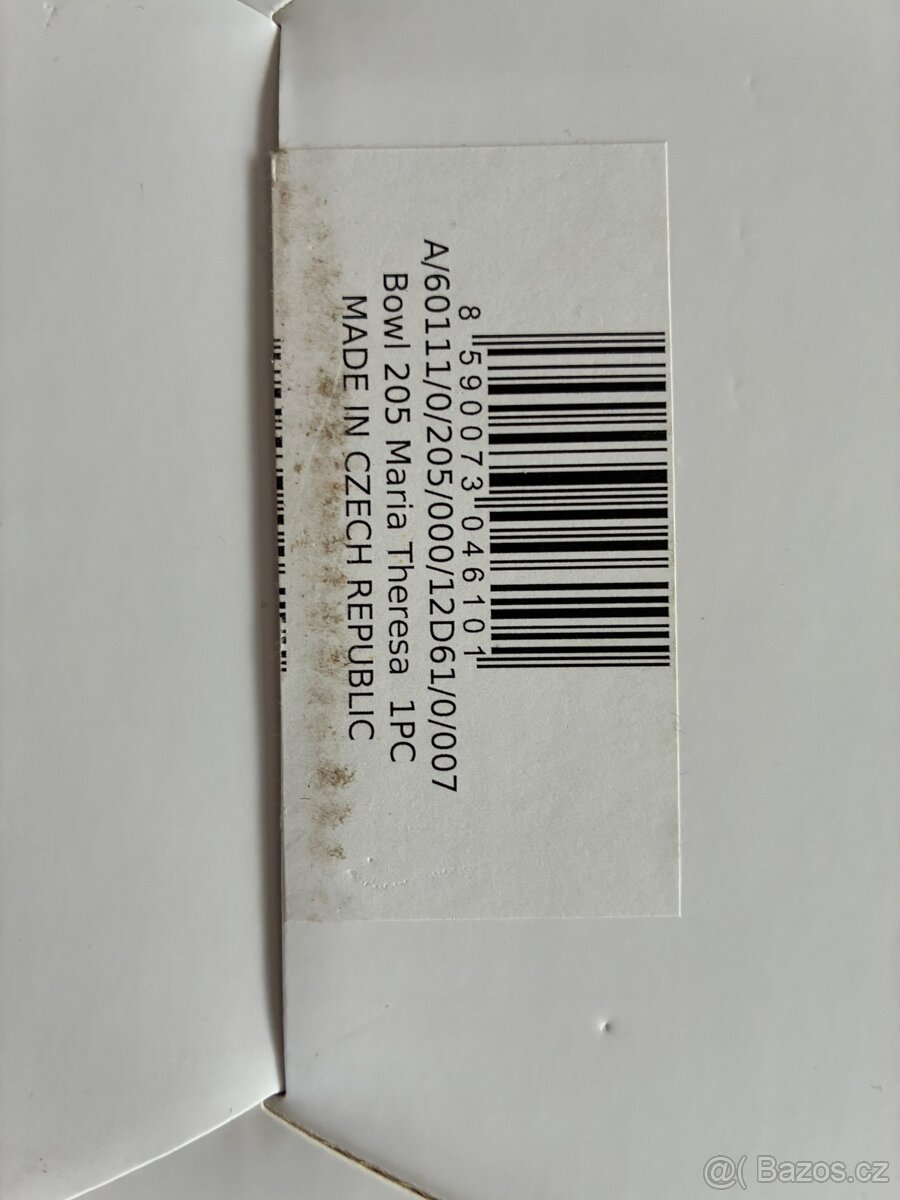 8 590073 046101
A/60111/0/205/000/12D61/0/007
Bowl 205 Maria Theresa 1PC
MADE IN CZECH REPUBLIC
@( Bazos.cz